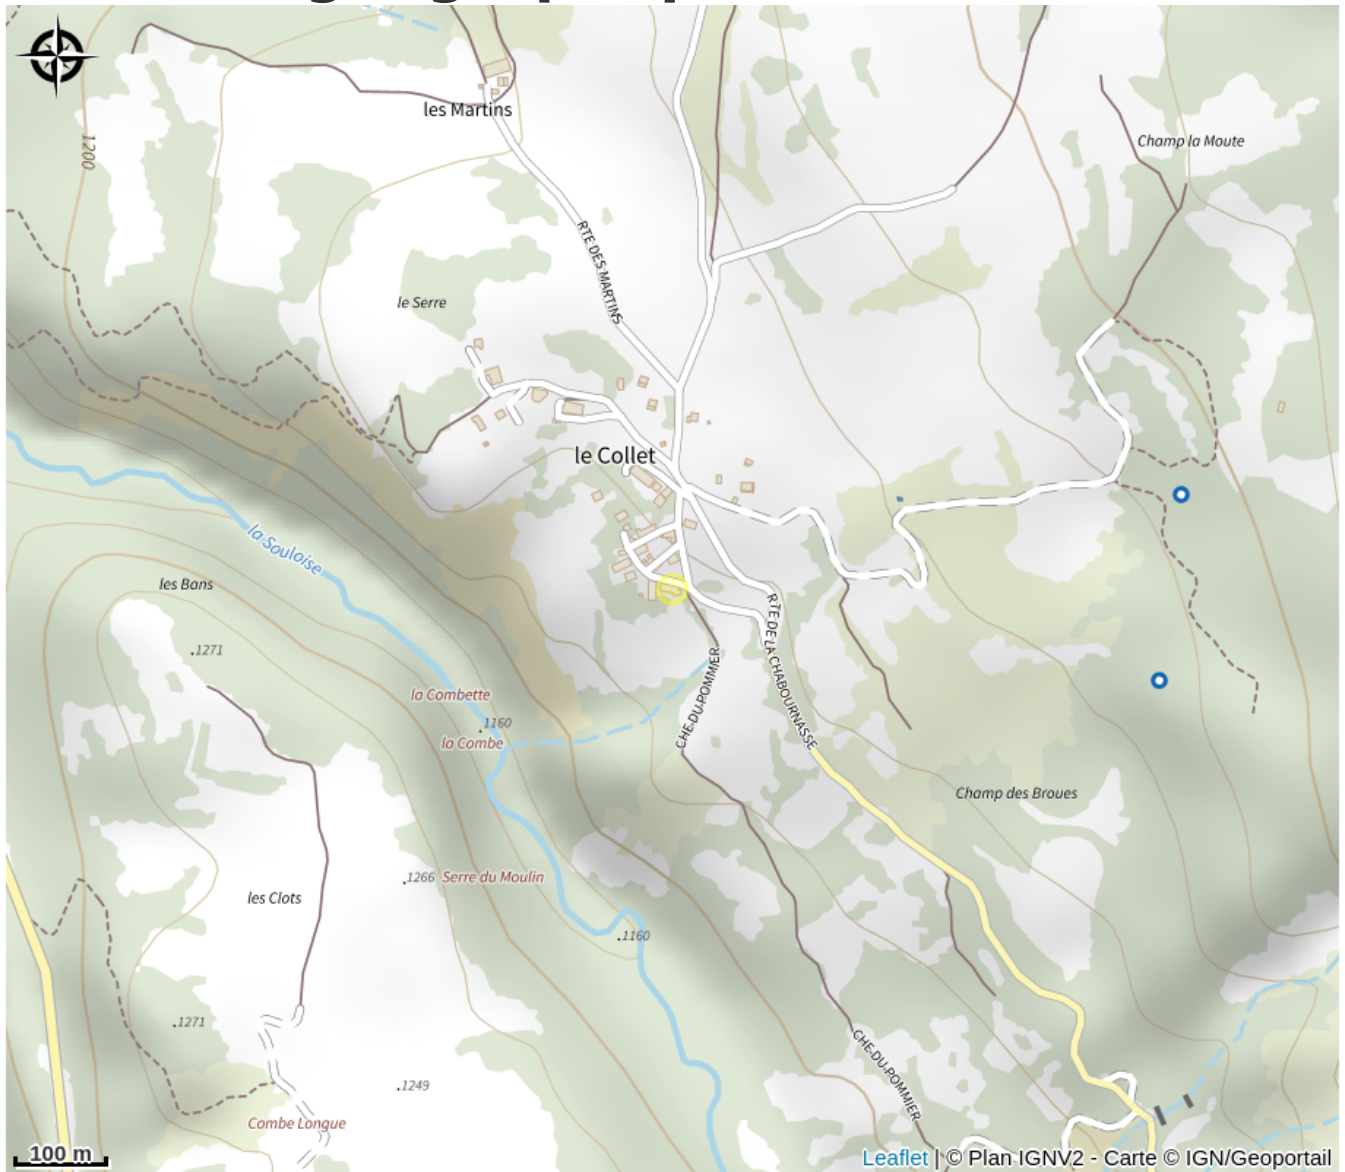 les Martins
1200
Champ la Moute
RTE DES MARTINS
le Serre
le Collet
la Souloise
les Bans
RTE DE LA CHABOURNASSE
.1271
CHE-DU-POMMIER
la Combette
.1160
la Combe
Champ des Broues
.1266
Serre du Moulin
les Clots
.1160
.1271
CHE-DU-POMMIER
.1249
Combe Longue
100 m
Leaflet | © Plan IGNV2 - Carte © IGN/Geoportail